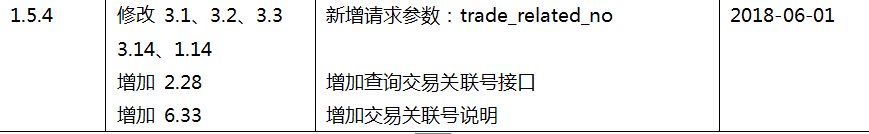 1.5.4 修改 3.1、3.2、3.3 新增请求参数：trade_related_no 2018-06-01
3.14、1.14
增加 2.28 增加查询交易关联号接口
增加 6.33 增加交易关联号说明